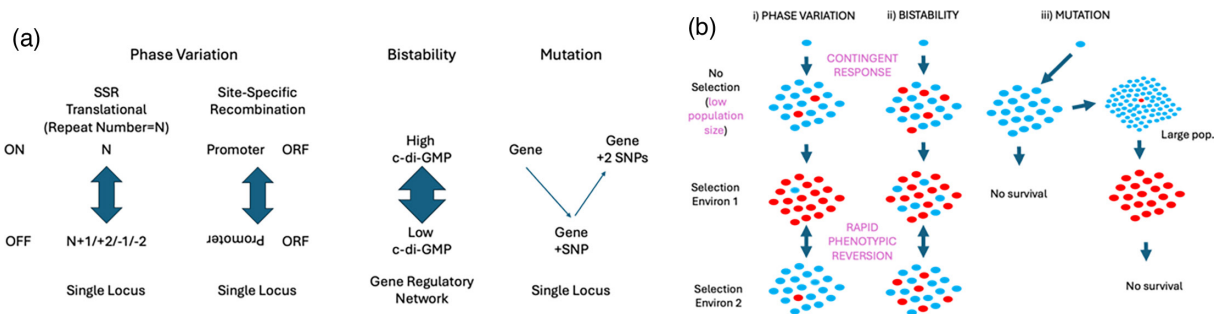 (a)
Phase Variation
Bistability
Mutation
SSR
Translational
(Repeat Number=N)
Site-Specific
Recombination
ON
N
Promoter ORF
High
c-di-GMP
Gene
Gene
+2 SNPs
OFF
N+1/+2/-1/-2
Promoter ORF
Low
c-di-GMP
Gene
+SNP
Single Locus
Single Locus
Gene Regulatory
Network
Single Locus
(b)
i) PHASE VARIATION
ii) BISTABILITY
iii) MUTATION
CONTINGENT
RESPONSE
No
Selection
(low
population
size)
Large pop.
Selection
Environ 1
No survival
RAPID
PHENOTYPIC
REVERSION
Selection
Environ 2
No survival